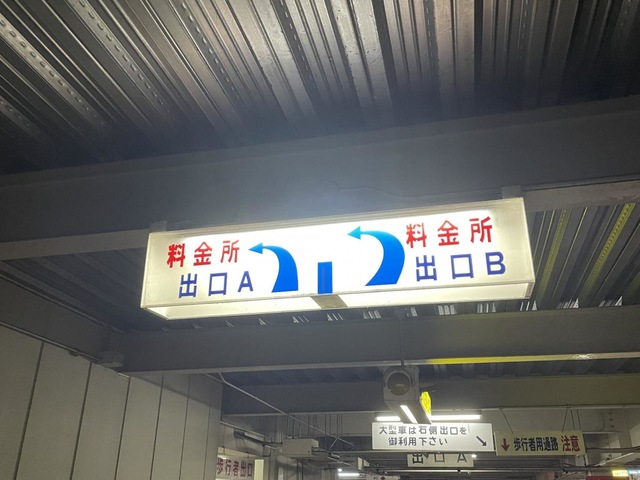 料金所
出口A
料金所
出口B
大型車は右側出口を
御利用下さい
歩行者用通路 注意
出口 A
歩行者出口